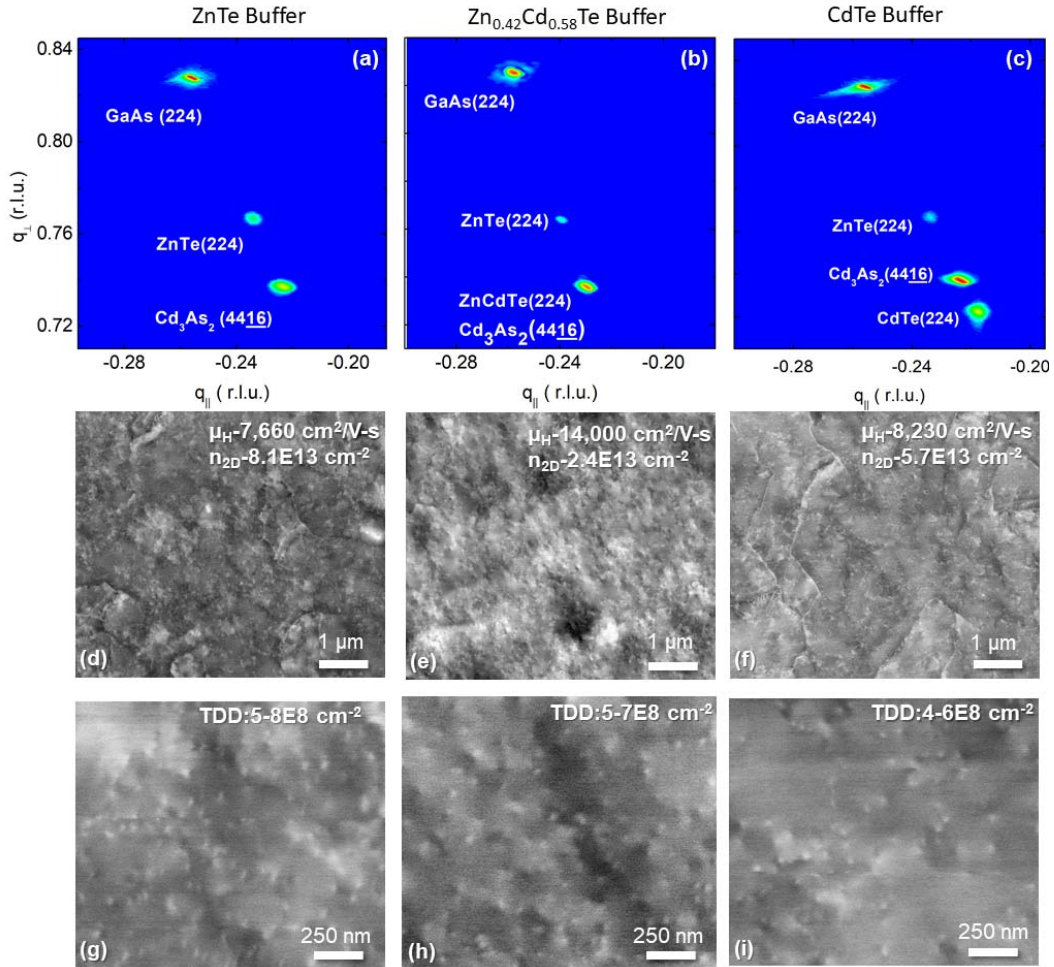 ZnTe Buffer
Zn0.42Cd0.58Te Buffer
CdTe Buffer
0.84
0.80
0.76
0.72
q⊥ (r.l.u.)
(a)
GaAs (224)
ZnTe(224)
Cd3As2 (4416)
-0.28
-0.24
-0.20
q|| ( r.l.u.)
(b)
GaAs(224)
ZnTe(224)
ZnCdTe(224)
Cd3As2(4416)
-0.28
-0.24
q|| ( r.l.u.)
(c)
GaAs(224)
ZnTe(224)
Cd3As2(4416)
CdTe(224)
-0.28
-0.24
-0.20
q|| ( r.l.u.)
µH-7,660 cm2/V-s
n2D-8.1E13 cm-2
(d)
1 µm
µH-14,000 cm2/V-s
n2D-2.4E13 cm-2
(e)
1 µm
µH-8,230 cm2/V-s
n2D-5.7E13 cm-2
(f)
1 µm
TDD:5-8E8 cm-2
(g)
250 nm
TDD:5-7E8 cm-2
(h)
250 nm
TDD:4-6E8 cm-2
(i)
250 nm